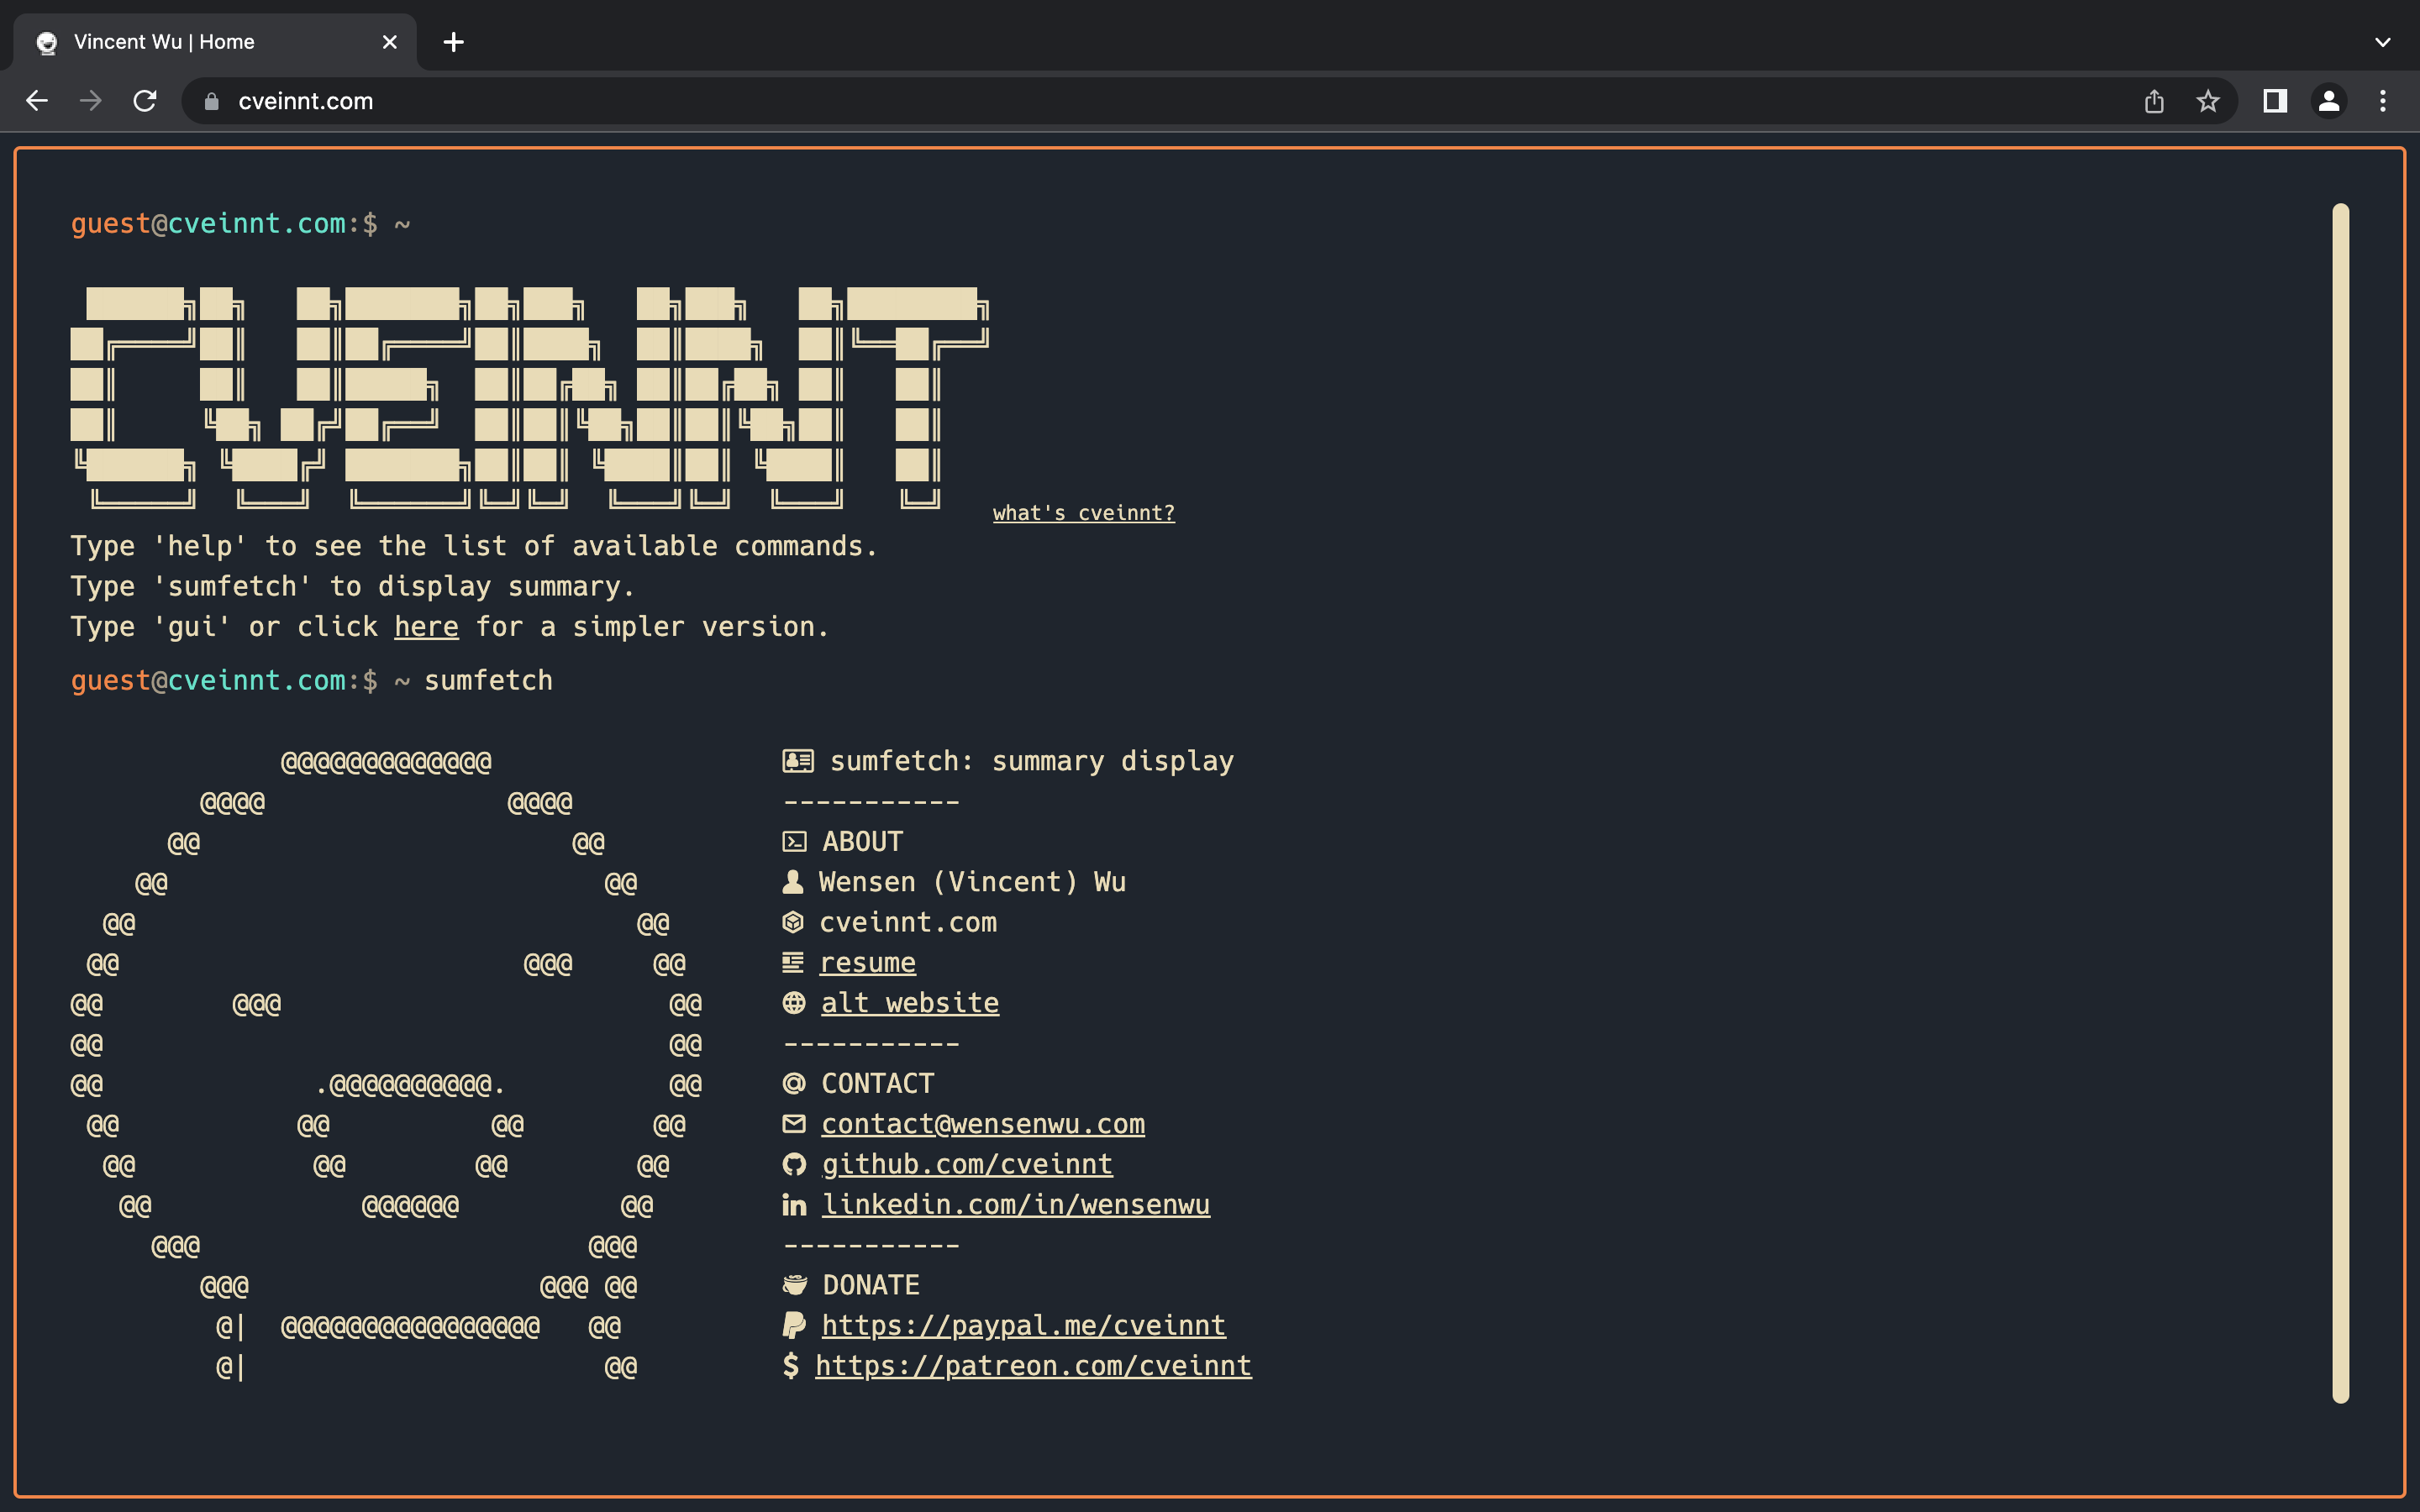 Vincent Wu | Home
cveinnt.com
guest@cveinnt.com:$ ~
CVEINNT
what's cveinnt?
Type 'help' to see the list of available commands.
Type 'sumfetch' to display summary.
Type 'gui' or click here for a simpler version.
guest@cveinnt.com:$ ~ sumfetch
sumfetch: summary display
-----------
ABOUT
Wensen (Vincent) Wu
cveinnt.com
resume
alt website
-----------
CONTACT
contact@wensenwu.com
github.com/cveinnt
linkedin.com/in/wensenwu
-----------
DONATE
https://paypal.me/cveinnt
https://patreon.com/cveinnt